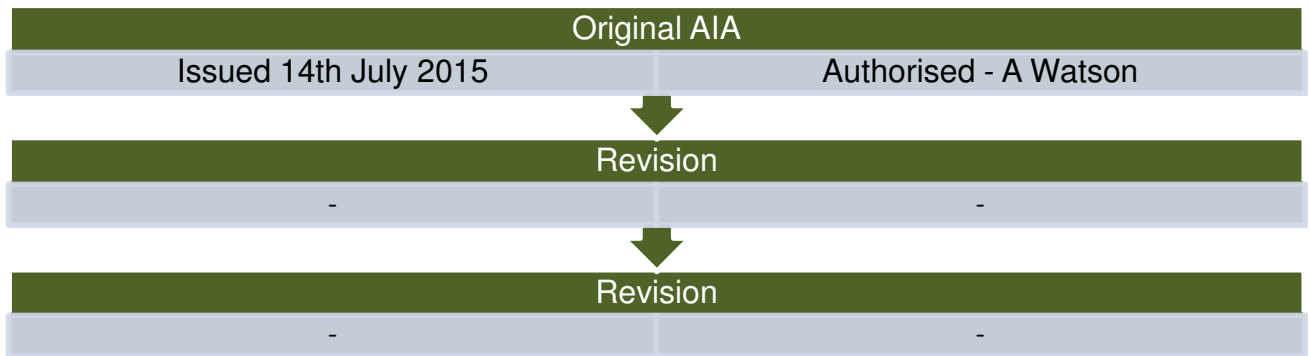 Original AIA
Issued 14th July 2015 Authorised - A Watson
Revision
- -
Revision
- -